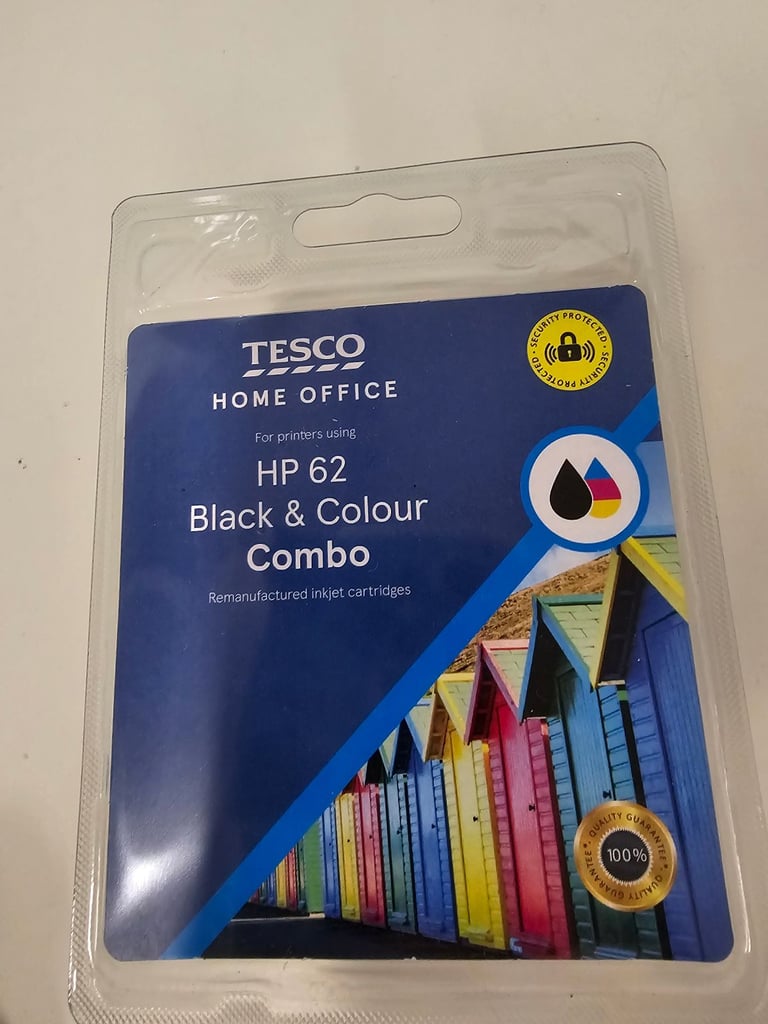 SECURITY PROTECTED • SECURITY PROTECTED •
TESCO
HOME OFFICE
For printers using
HP 62
Black & Colour
Combo
Remanufactured inkjet cartridges
QUALITY GUARANTEE • QUALITY GUARANTEE •
100%